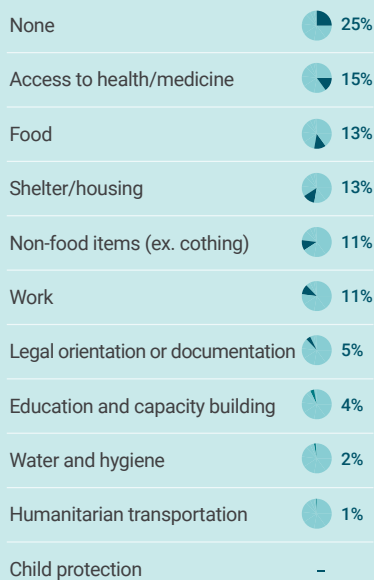 None 25%
Access to health/medicine 15%
Food 13%
Shelter/housing 13%
Non-food items (ex. cothing) 11%
Work 11%
Legal orientation or documentation 5%
Education and capacity building 4%
Water and hygiene 2%
Humanitarian transportation 1%
Child protection –